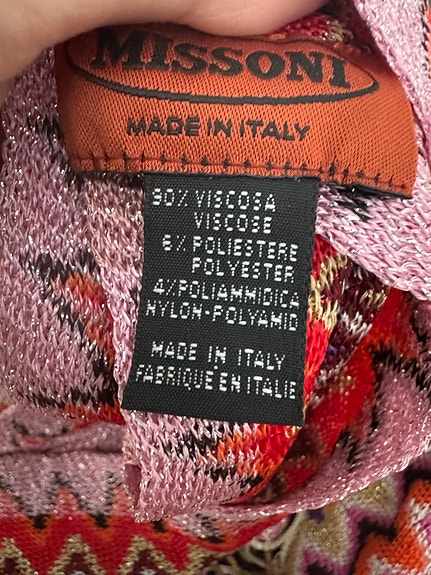 MISSONI
MADE IN ITALY
90% VISCOSA
VISCOSE
6% POLIESTERE
POLYESTER
4% POLIAMMIDICA
NYLON-POLYAMID
MADE IN ITALY
FABRIQUÉ EN ITALIE